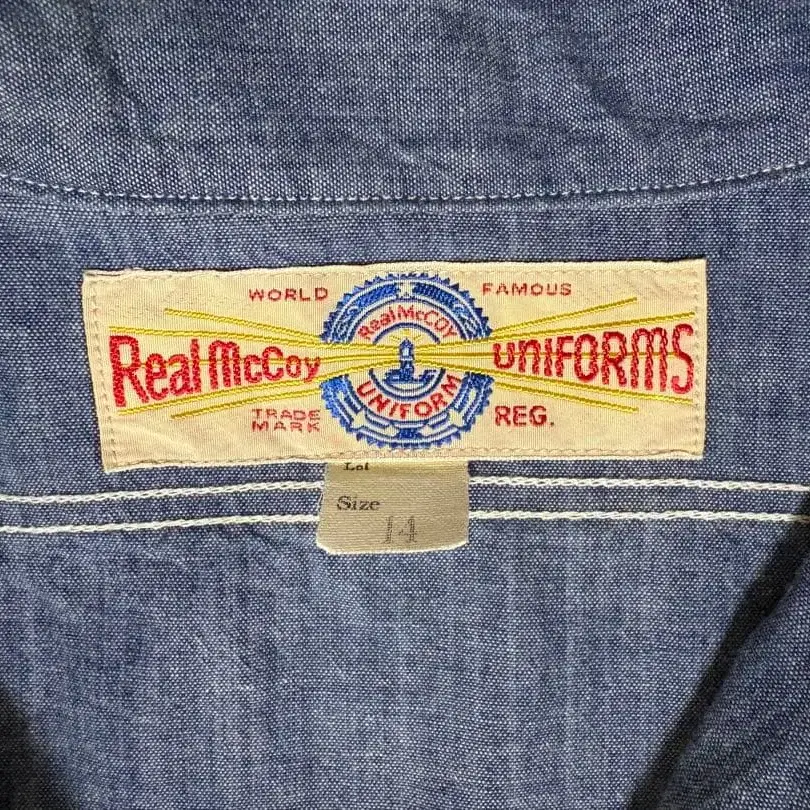 WORLD FAMOUS
Real McCoy UNIFORMS
TRADE MARK REG.
Real McCOY
UNIFORM
Lot
Size
14